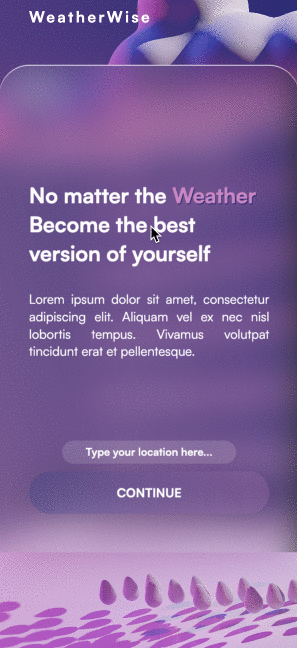 WeatherWise
No matter the Weather
Become the best
version of yourself
Lorem ipsum dolor sit amet, consectetur
adipiscing elit. Aliquam vel ex nec nisl
lobortis tempus. Vivamus volutpat
tincidunt erat et pellentesque.
Type your location here...
CONTINUE